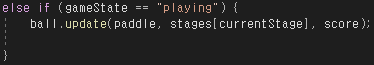 else if (gameState == "playing") {
ball.update(paddle, stages[currentStage], score);
}